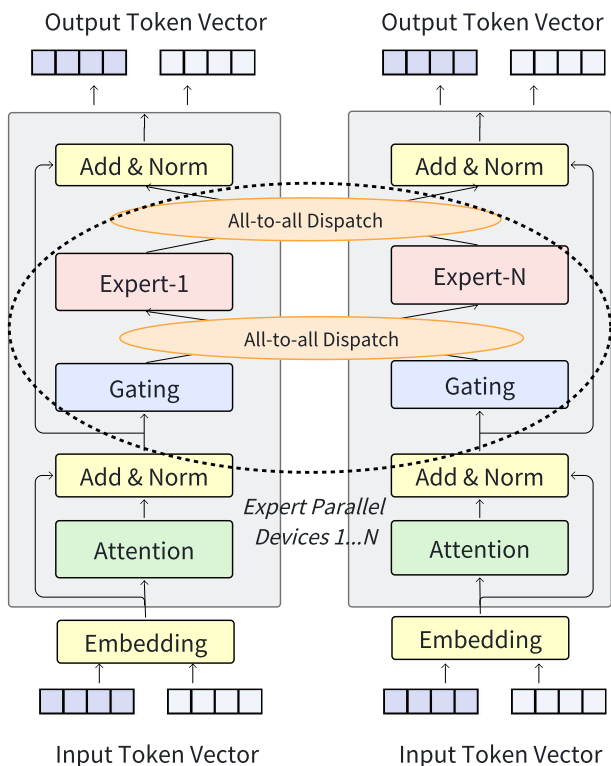 Output Token Vector
Output Token Vector
Add & Norm
Add & Norm
All-to-all Dispatch
Expert-1
Expert-N
All-to-all Dispatch
Gating
Gating
Add & Norm
Add & Norm
Expert Parallel
Devices 1...N
Attention
Attention
Embedding
Embedding
Input Token Vector
Input Token Vector